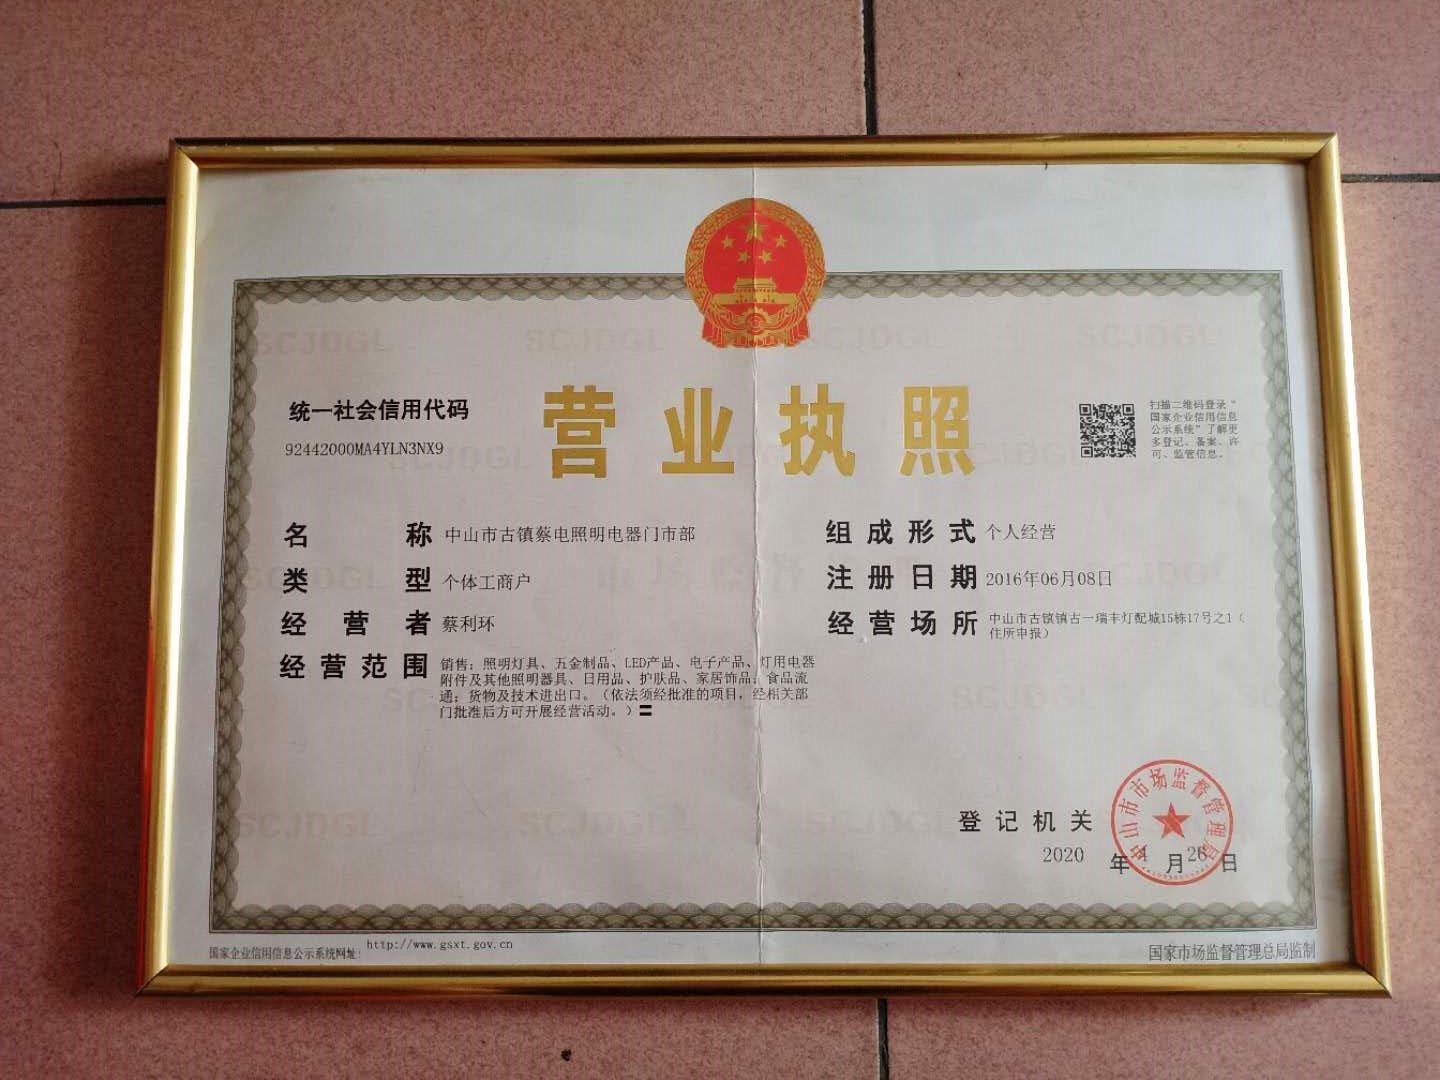 统一社会信用代码
92442000MA4YLN3NX9
营业执照
扫描二维码登录“
国家企业信用信息
公示系统”了解更
多登记、备案、许
可、监管信息。
名称 中山市古镇蔡电照明电器门市部
类型 个体工商户
经营者 蔡利环
经营范围 销售：照明灯具、五金制品、LED产品、电子产品、灯用电器
附件及其他照明器具、日用品、护肤品、家居饰品、食品流
通；货物及技术进出口。（依法须经批准的项目，经相关部
门批准后方可开展经营活动。）〓
组成形式 个人经营
注册日期 2016年06月08日
经营场所 中山市古镇镇古一瑞丰灯配城15栋17号之1（
住所申报）
登记机关
中山市市场监督管理局
2020 年 4 月 26 日
国家企业信用信息公示系统网址： http://www.gsxt.gov.cn
国家市场监督管理总局监制